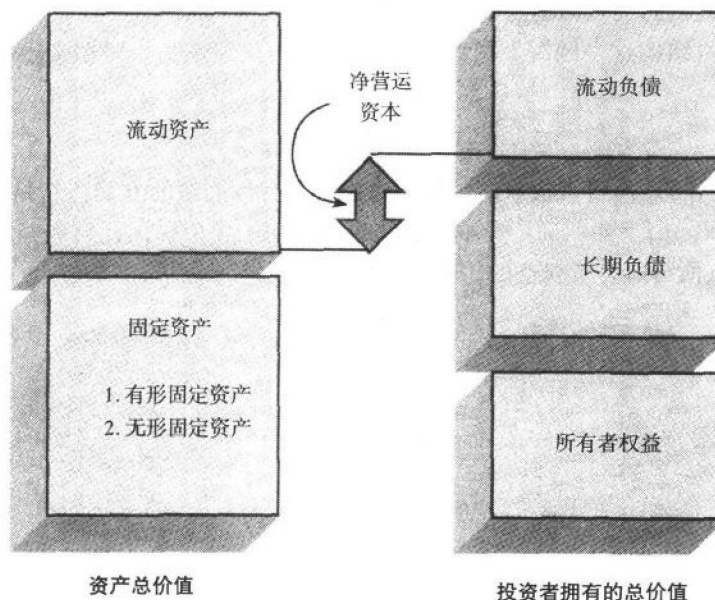 流动资产
净营运
资本
流动负债
长期负债
固定资产
1. 有形固定资产
2. 无形固定资产
所有者权益
资产总价值
投资者拥有的总价值